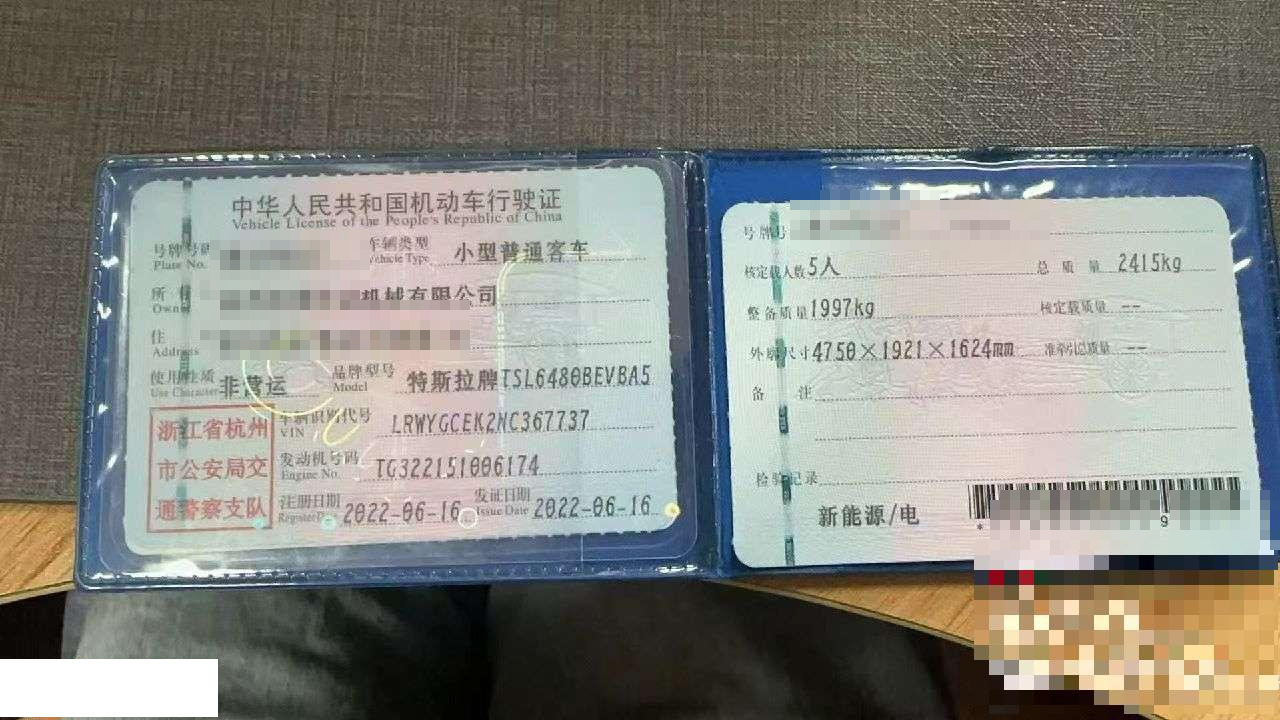 中华人民共和国机动车行驶证
Vehicle License of the People's Republic of China
号牌号码
Plate No.
车辆类型 小型普通客车
Vehicle Type
所 机械有限公司
Owner
住
Address
使用性质 非营运
Use Character
品牌型号 特斯拉牌TSL6480BEVBA5
Model
车辆识别代号 LRWYGCEK2NC367737
VIN
发动机号码 TG322151006174
Engine No.
注册日期 2022-06-16
Register Date
发证日期 2022-06-16
Issue Date
浙江省杭州
市公安局交
通警察支队
号牌号
核定载人数 5人 总质量 2415kg
整备质量 1997kg 核定载质量 --
外廓尺寸 4750×1921×1624mm 准牵引总质量 --
备注
检验记录
新能源/电
* 9